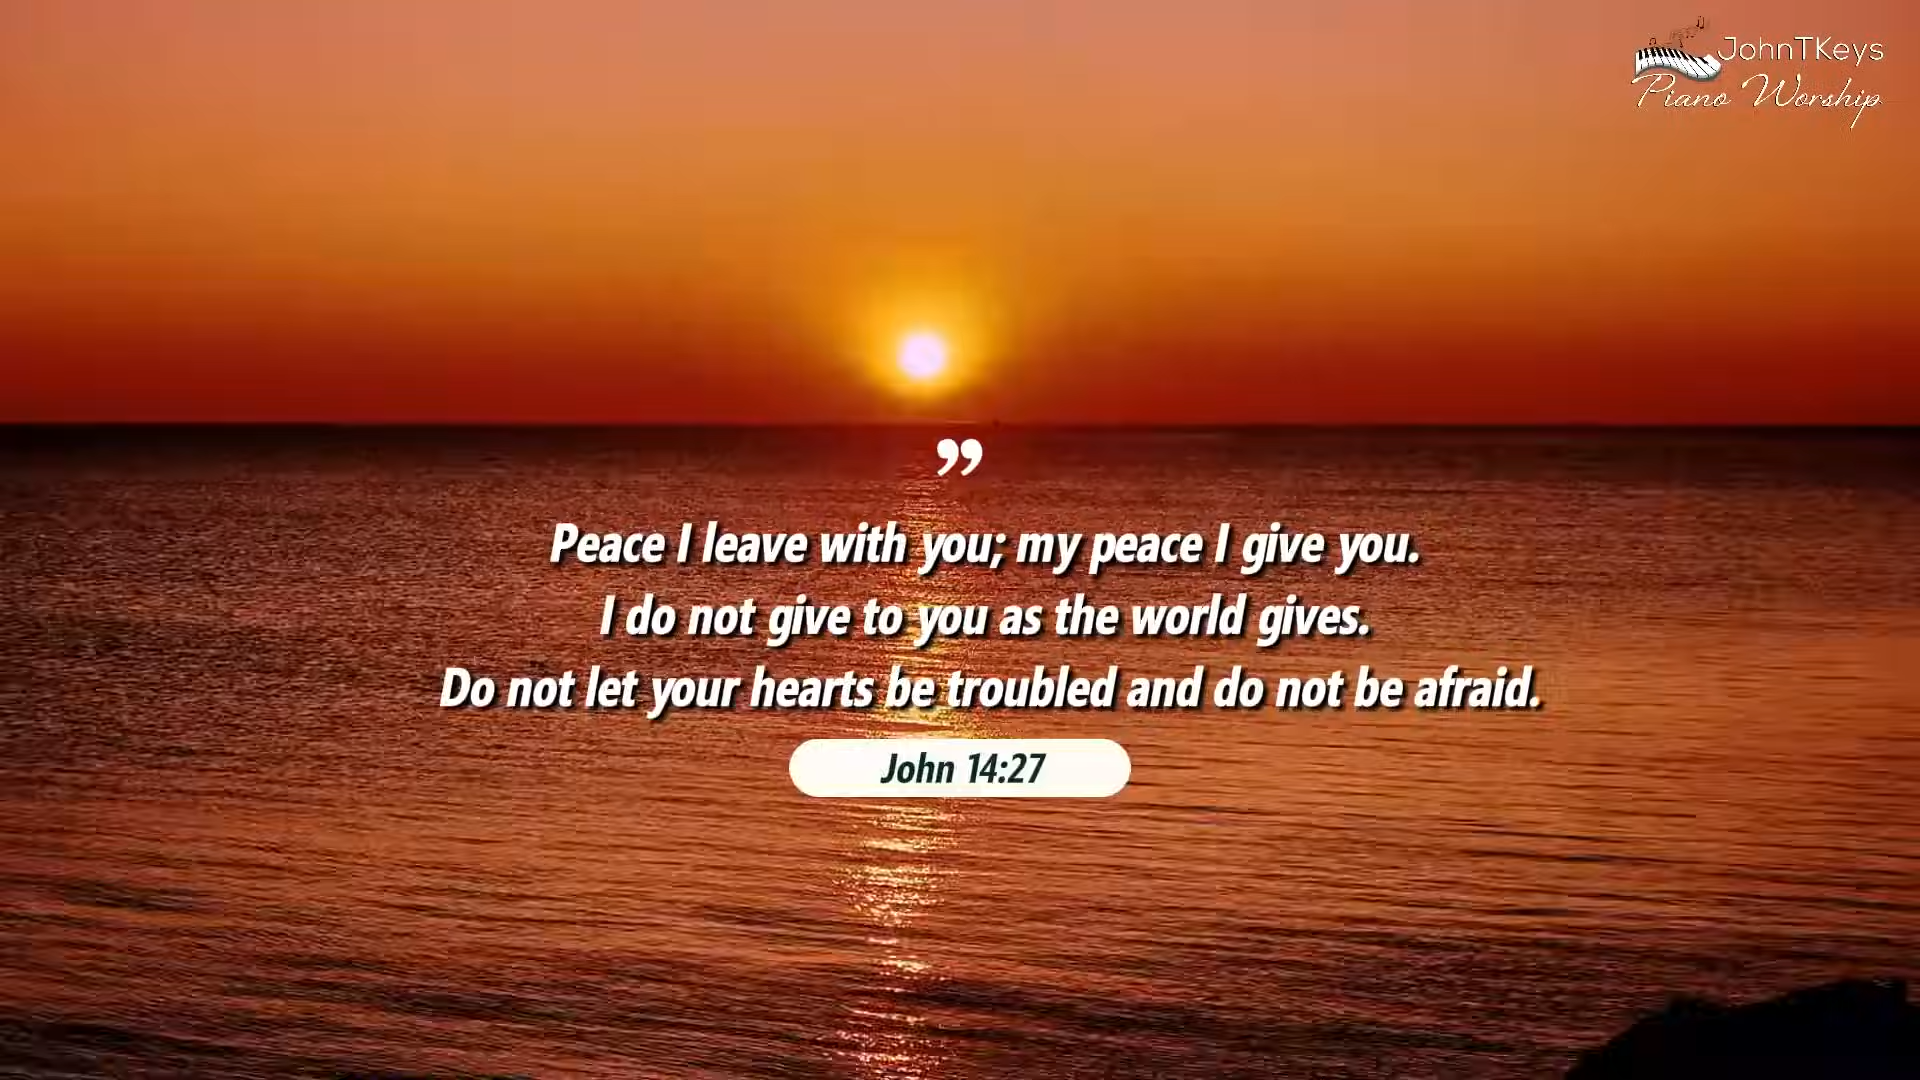 JohnTKeys
Piano Worship
”
Peace I leave with you; my peace I give you.
I do not give to you as the world gives.
Do not let your hearts be troubled and do not be afraid.
John 14:27